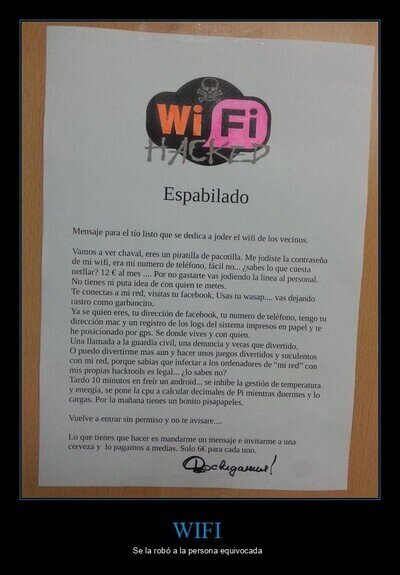 WiFi
HACKED
Espabilado
Mensaje para el tio listo que se dedica a joder el wifi de los vecinos.
Vamos a ver chaval, eres un piratilla de pacotilla. Me jodiste la contraseña
de mi wifi, era mi numero de teléfono, fácil no... ¿sabes lo que cuesta
netllar? 12 € al mes .... Por no gastarte vas jodiendo la linea al personal.
No tienes ni puta idea de con quien te metes.
Te conectas a mi red, visitas tu facebook, Usas tu wasap.... vas dejando
rastro como garbancito.
Ya se quien eres, tu dirección de facebook, tu numero de teléfono, tengo tu
dirección mac y un registro de los logs del sistema impresos en papel y te
he posicionado por gps. Se donde vives y con quien.
Una llamada a la guardia civil, una denuncia y veras que divertido.
O puedo divertirme mas aun y hacer unos juegos divertidos y suculentos
con mi red, porque sabias que infectar a los ordenadores de “mi red” con
mis propias hacktools es legal... ¿lo sabes no?
Tardo 10 minutos en freír un android... se inhibe la gestión de temperatura
y energía, se pone la cpu a calcular decimales de Pi mientras duermes y lo
cargas. Por la mañana tienes un bonito pisapapeles.
Vuelve a entrar sin permiso y no te avisare....
Lo que tienes que hacer es mandarme un mensaje e invitarme a una
cerveza y lo pagamos a medias. Solo 6€ para cada uno.
WIFI
Se la robó a la persona equivocada